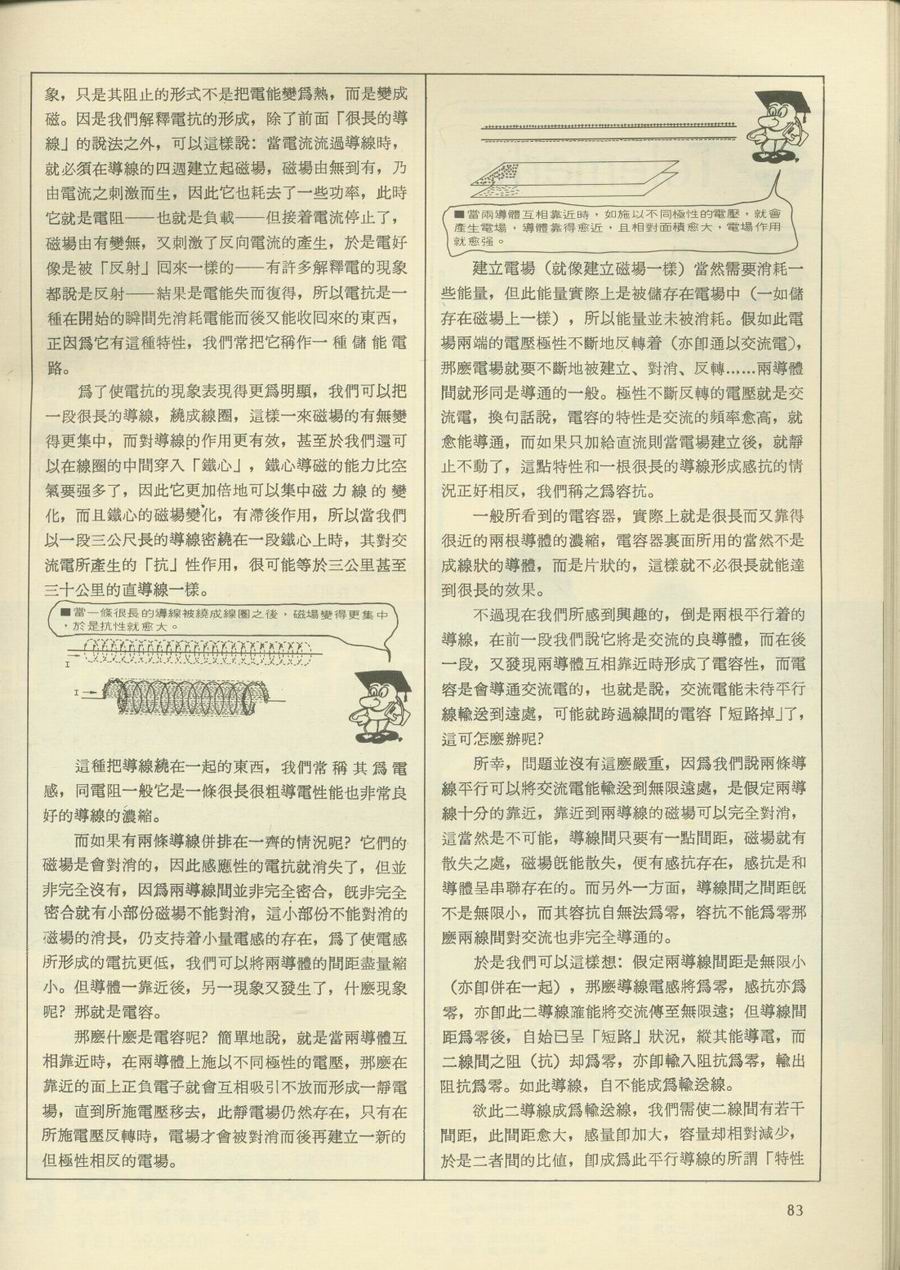 象，只是其阻止的形式不是把電能變爲熱，而是變成
磁。因是我們解釋電抗的形成，除了前面「很長的導
線」的說法之外，可以這樣說：當電流流過導線時，
就必須在導線的四週建立起磁場，磁場由無到有，乃
由電流之刺激而生，因此它也耗去了一些功率，此時
它就是電阻——也就是負載——但接着電流停止了，
磁場由有變無，又刺激了反向電流的產生，於是電好
像是被「反射」囘來一樣的——有許多解釋電的現象
都說是反射——結果是電能失而復得，所以電抗是一
種在開始的瞬間先消耗電能而後又能收囘來的東西，
正因爲它有這種特性，我們常把它稱作一種儲能電
路。
爲了使電抗的現象表現得更爲明顯，我們可以把
一段很長的導線，繞成線圈，這樣一來磁場的有無變
得更集中，而對導線的作用更有效，甚至於我們還可
以在線圈的中間穿入「鐵心」，鐵心導磁的能力比空
氣要强多了，因此它更加倍地可以集中磁力線的變
化，而且鐵心的磁場變化，有滯後作用，所以當我們
以一段三公尺長的導線密繞在一段鐵心上時，其對交
流電所產生的「抗」性作用，很可能等於三公里甚至
三十公里的直導線一樣。
■當一條很長的導線被繞成線圈之後，磁場變得更集中
，於是抗性就愈大。
I
I
這種把導線繞在一起的東西，我們常稱其爲電
感，同電阻一般它是一條很長很粗導電性能也非常良
好的導線的濃縮。
而如果有兩條導線併排在一齊的情況呢？它們的
磁場是會對消的，因此感應性的電抗就消失了，但並
非完全沒有，因爲兩導線間並非完全密合，旣非完全
密合就有小部份磁場不能對消，這小部份不能對消的
磁場的消長，仍支持着小量電感的存在，爲了使電感
所形成的電抗更低，我們可以將兩導體的間距盡量縮
小。但導體一靠近後，另一現象又發生了，什麽現象
呢？那就是電容。
那麽什麽是電容呢？簡單地說，就是當兩導體互
相靠近時，在兩導體上施以不同極性的電壓，那麽在
靠近的面上正負電子就會互相吸引不放而形成一靜電
場，直到所施電壓移去，此靜電場仍然存在，只有在
所施電壓反轉時，電場才會被對消而後再建立一新的
但極性相反的電場。
■當兩導體互相靠近時，如施以不同極性的電壓，就會
產生電場，導體靠得愈近，且相對面積愈大，電場作用
就愈强。
建立電場（就像建立磁場一樣）當然需要消耗一
些能量，但此能量實際上是被儲存在電場中（一如儲
存在磁場上一樣），所以能量並未被消耗。假如此電
場兩端的電壓極性不斷地反轉着（亦卽通以交流電），
那麽電場就要不斷地被建立、對消、反轉……兩導體
間就形同是導通的一般。極性不斷反轉的電壓就是交
流電，換句話說，電容的特性是交流的頻率愈高，就
愈能導通，而如果只加給直流則當電場建立後，就靜
止不動了，這點特性和一根很長的導線形成感抗的情
況正好相反，我們稱之爲容抗。
一般所看到的電容器，實際上就是很長而又靠得
很近的兩根導體的濃縮，電容器裏面所用的當然不是
成線狀的導體，而是片狀的，這樣就不必很長就能達
到很長的效果。
不過現在我們所感到興趣的，倒是兩根平行着的
導線，在前一段我們說它將是交流的良導體，而在後
一段，又發現兩導體互相靠近時形成了電容性，而電
容是會導通交流電的，也就是說，交流電能未待平行
線輸送到遠處，可能就跨過線間的電容「短路掉」了，
這可怎麽辦呢？
所幸，問題並沒有這麽嚴重，因爲我們說兩條導
線平行可以將交流電能輸送到無限遠處，是假定兩導
線十分的靠近，靠近到兩導線的磁場可以完全對消，
這當然是不可能，導線間只要有一點間距，磁場就有
散失之處，磁場旣能散失，便有感抗存在，感抗是和
導體呈串聯存在的。而另外一方面，導線間之間距旣
不是無限小，而其容抗自無法爲零，容抗不能爲零那
麽兩線間對交流也非完全導通的。
於是我們可以這樣想：假定兩導線間距是無限小
（亦卽併在一起），那麽導線電感將爲零，感抗亦爲
零，亦卽此二導線確能將交流傳至無限遠；但導線間
距爲零後，自始已呈「短路」狀況，縱其能導電，而
二線間之阻（抗）却爲零，亦卽輸入阻抗爲零，輸出
阻抗爲零。如此導線，自不能成爲輸送線。
欲此二導線成爲輸送線，我們需使二線間有若干
間距，此間距愈大，感量卽加大，容量却相對減少，
於是二者間的比值，卽成爲此平行導線的所謂「特性
83